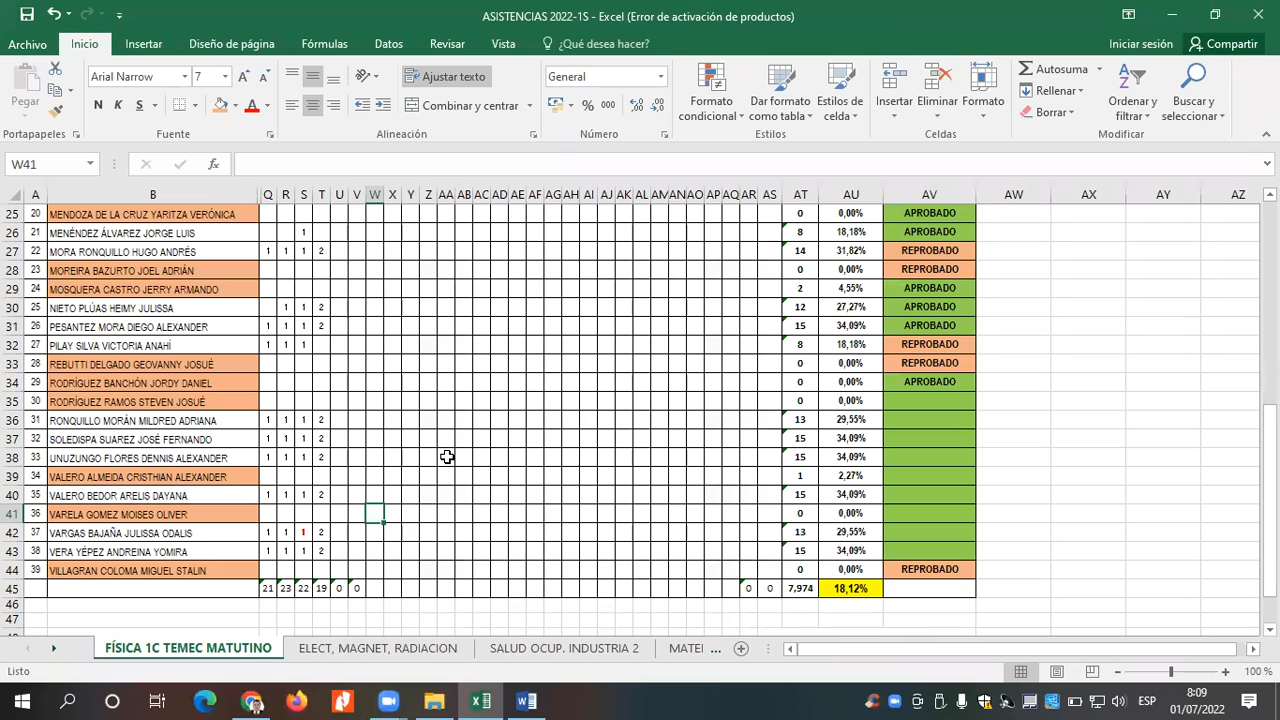 ASISTENCIAS 2022-1S - Excel (Error de activación de productos)
Archivo Inicio Insertar Diseño de página Fórmulas Datos Revisar Vista ¿Qué desea hacer? Iniciar sesión Compartir
Pegar Arial Narrow 7 Ajustar texto General Formato condicional Dar formato como tabla Estilos de celda Insertar Eliminar Formato Autosuma Rellenar Borrar Ordenar y filtrar Buscar y seleccionar
N K S Combinar y centrar % 000
Portapapeles Fuente Alineación Número Estilos Celdas Modificar
W41 fx
A B Q R S T U V W X Y Z AA AB AC AD AE AF AG AH AI AJ AK AL AM AN AO AP AQ AR AS AT AU AV AW AX AY AZ
25 20 MENDOZA DE LA CRUZ YARITZA VERÓNICA 0 0,00% APROBADO
26 21 MENÉNDEZ ÁLVAREZ JORGE LUIS 1 8 18,18% APROBADO
27 22 MORA RONQUILLO HUGO ANDRÉS 1 1 1 2 14 31,82% REPROBADO
28 23 MOREIRA BAZURTO JOEL ADRIÁN 0 0,00% REPROBADO
29 24 MOSQUERA CASTRO JERRY ARMANDO 2 4,55% APROBADO
30 25 NIETO PLÚAS HEIMY JULISSA 1 1 2 12 27,27% APROBADO
31 26 PESANTEZ MORA DIEGO ALEXANDER 1 1 1 2 15 34,09% APROBADO
32 27 PILAY SILVA VICTORIA ANAHÍ 1 1 1 8 18,18% REPROBADO
33 28 REBUTTI DELGADO GEOVANNY JOSUÉ 0 0,00% REPROBADO
34 29 RODRÍGUEZ BANCHÓN JORDY DANIEL 0 0,00% APROBADO
35 30 RODRÍGUEZ RAMOS STEVEN JOSUÉ 0 0,00%
36 31 RONQUILLO MORÁN MILDRED ADRIANA 1 1 1 2 13 29,55%
37 32 SOLEDISPA SUAREZ JOSÉ FERNANDO 1 1 1 2 15 34,09%
38 33 UNUZUNGO FLORES DENNIS ALEXANDER 1 1 1 2 15 34,09%
39 34 VALERO ALMEIDA CRISTHIAN ALEXANDER 1 2,27%
40 35 VALERO BEDOR ARELIS DAYANA 1 1 1 2 15 34,09%
41 36 VARELA GOMEZ MOISES OLIVER 0 0,00%
42 37 VARGAS BAJAÑA JULISSA ODALIS 1 1 1 2 13 29,55%
43 38 VERA YÉPEZ ANDREINA YOMIRA 1 1 1 2 15 34,09%
44 39 VILLAGRAN COLOMA MIGUEL STALIN 0 0,00% REPROBADO
45 21 23 22 19 0 0 0 0 7,974 18,12%
46
47
FÍSICA 1C TEMEC MATUTINO ELECT, MAGNET, RADIACION SALUD OCUP. INDUSTRIA 2 MATEI ...
Listo 100 %
ESP 8:09
01/07/2022